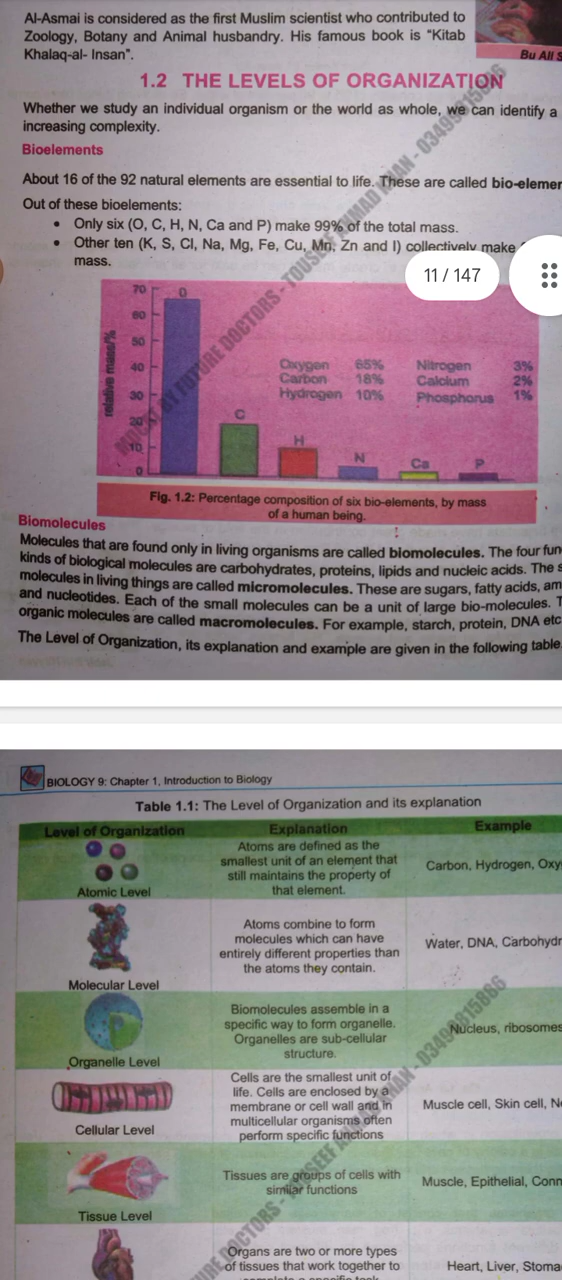 Al-Asmai is considered as the first Muslim scientist who contributed to
Zoology, Botany and Animal husbandry. His famous book is "Kitab
Khalaq-al- Insan".
Bu Ali S
1.2 THE LEVELS OF ORGANIZATION
Whether we study an individual organism or the world as whole, we can identify a
increasing complexity.
Bioelements
About 16 of the 92 natural elements are essential to life. These are called bio-elemen
Out of these bioelements:
• Only six (O, C, H, N, Ca and P) make 99% of the total mass.
• Other ten (K, S, Cl, Na, Mg, Fe, Cu, Mn, Zn and I) collectively make
mass.
11 / 147
relative mass/%
70
60
50
40
30
20
10
0
O
C
H
N
Ca
P
Oxygen 65% Nitrogen 3%
Carbon 18% Calcium 2%
Hydrogen 10% Phosphorus 1%
Fig. 1.2: Percentage composition of six bio-elements, by mass
of a human being.
Biomolecules
Molecules that are found only in living organisms are called biomolecules. The four fun
kinds of biological molecules are carbohydrates, proteins, lipids and nucleic acids. The s
molecules in living things are called micromolecules. These are sugars, fatty acids, am
and nucleotides. Each of the small molecules can be a unit of large bio-molecules. T
organic molecules are called macromolecules. For example, starch, protein, DNA etc
The Level of Organization, its explanation and example are given in the following table.
BIOLOGY 9: Chapter 1, Introduction to Biology
Table 1.1: The Level of Organization and its explanation
Level of Organization Explanation Example
Atoms are defined as the
smallest unit of an element that
still maintains the property of
that element.
Carbon, Hydrogen, Oxy
Atomic Level
Atoms combine to form
molecules which can have
entirely different properties than
the atoms they contain.
Water, DNA, Carbohydr
Molecular Level
Biomolecules assemble in a
specific way to form organelle.
Organelles are sub-cellular
structure.
Nucleus, ribosomes
Organelle Level
Cells are the smallest unit of
life. Cells are enclosed by a
membrane or cell wall and in
multicellular organisms often
perform specific functions
Muscle cell, Skin cell, Ne
Cellular Level
Tissues are groups of cells with
similar functions
Muscle, Epithelial, Conn
Tissue Level
Organs are two or more types
of tissues that work together to
Heart, Liver, Stoma